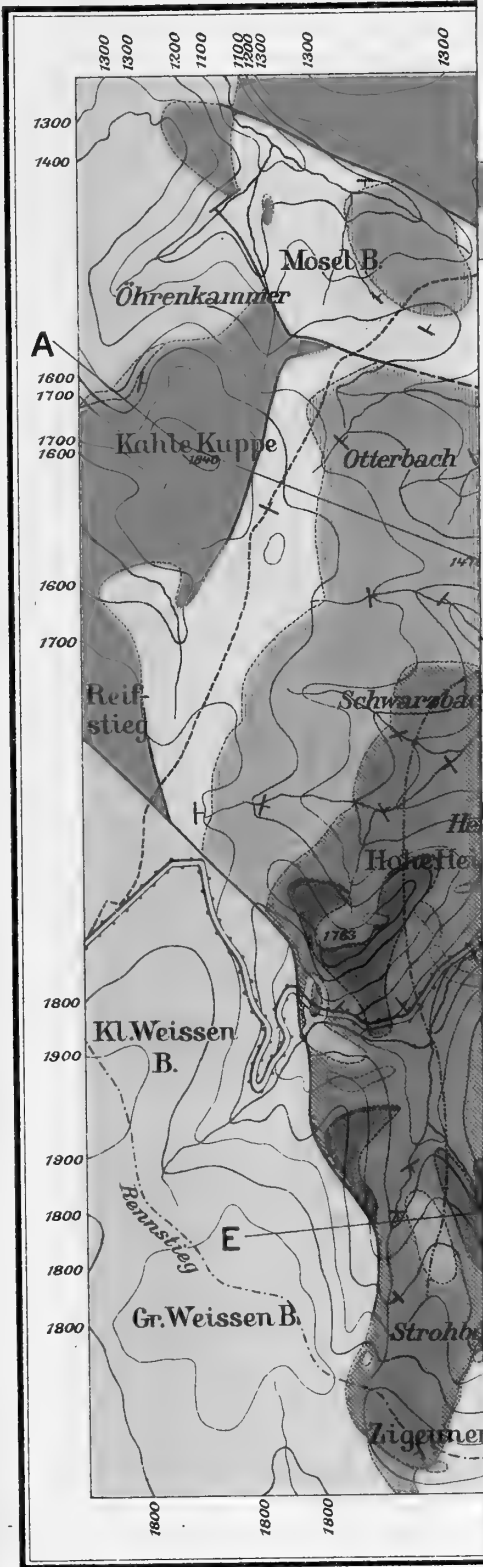 1300
1300
1200
1100
1100
1200
1300
1300
1300
1300
1400
Mosel B.
Öhrenkammer
A
1600
1700
1700
1600
Kahle Kuppe
1840
Otterbach
1600
1700
Reif-
stieg
Schwarzbac
Hohe He
1763
1800
Kl. Weissen
B.
1900
1900
Rennstieg
1800
E
1800
Gr. Weissen B.
1800
Strohb
Zigeuner
1800
1800
1800